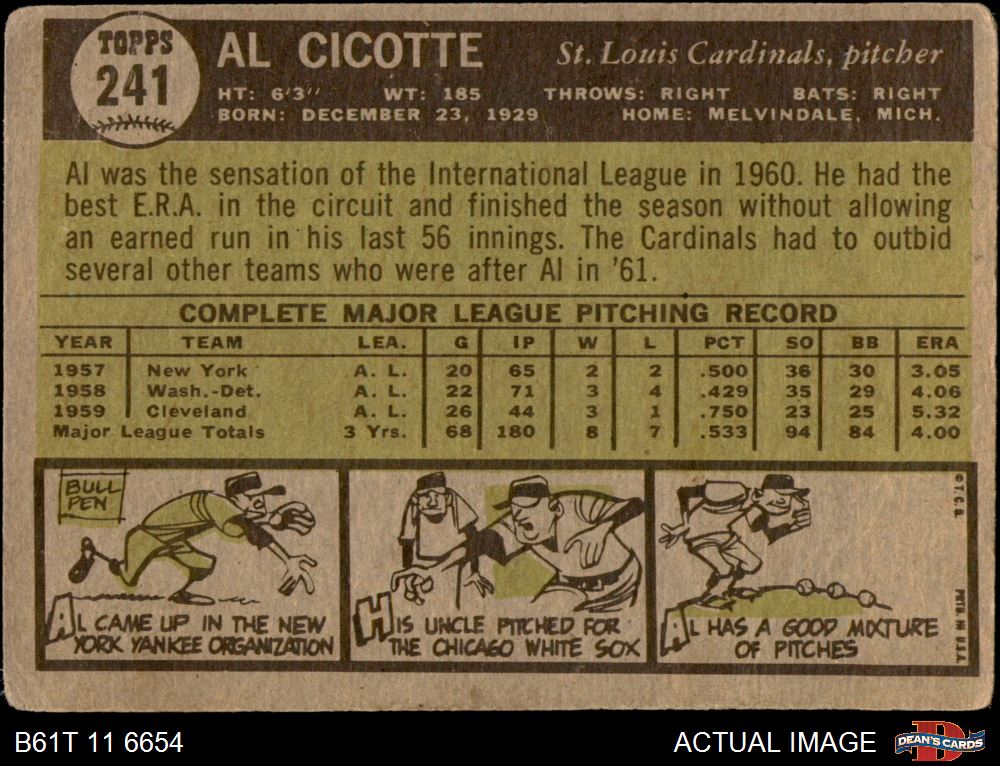 TOPPS
241
AL CICOTTE
St. Louis Cardinals, pitcher
HT: 6'3" WT: 185 THROWS: RIGHT BATS: RIGHT
BORN: DECEMBER 23, 1929 HOME: MELVINDALE, MICH.
Al was the sensation of the International League in 1960. He had the
best E.R.A. in the circuit and finished the season without allowing
an earned run in his last 56 innings. The Cardinals had to outbid
several other teams who were after Al in '61.
COMPLETE MAJOR LEAGUE PITCHING RECORD
YEAR TEAM LEA. G IP W L PCT SO BB ERA
1957 New York A. L. 20 65 2 2 .500 36 30 3.05
1958 Wash.-Det. A. L. 22 71 3 4 .429 35 29 4.06
1959 Cleveland A. L. 26 44 3 1 .750 23 25 5.32
Major League Totals 3 Yrs. 68 180 8 7 .533 94 84 4.00
BULL
PEN
AL CAME UP IN THE NEW
YORK YANKEE ORGANIZATION
HIS UNCLE PITCHED FOR
THE CHICAGO WHITE SOX
AL HAS A GOOD MIXTURE
OF PITCHES
© T. C. G.
PRTD. IN U.S.A.
B61T 11 6654
ACTUAL IMAGE
D
DEAN'S CARDS